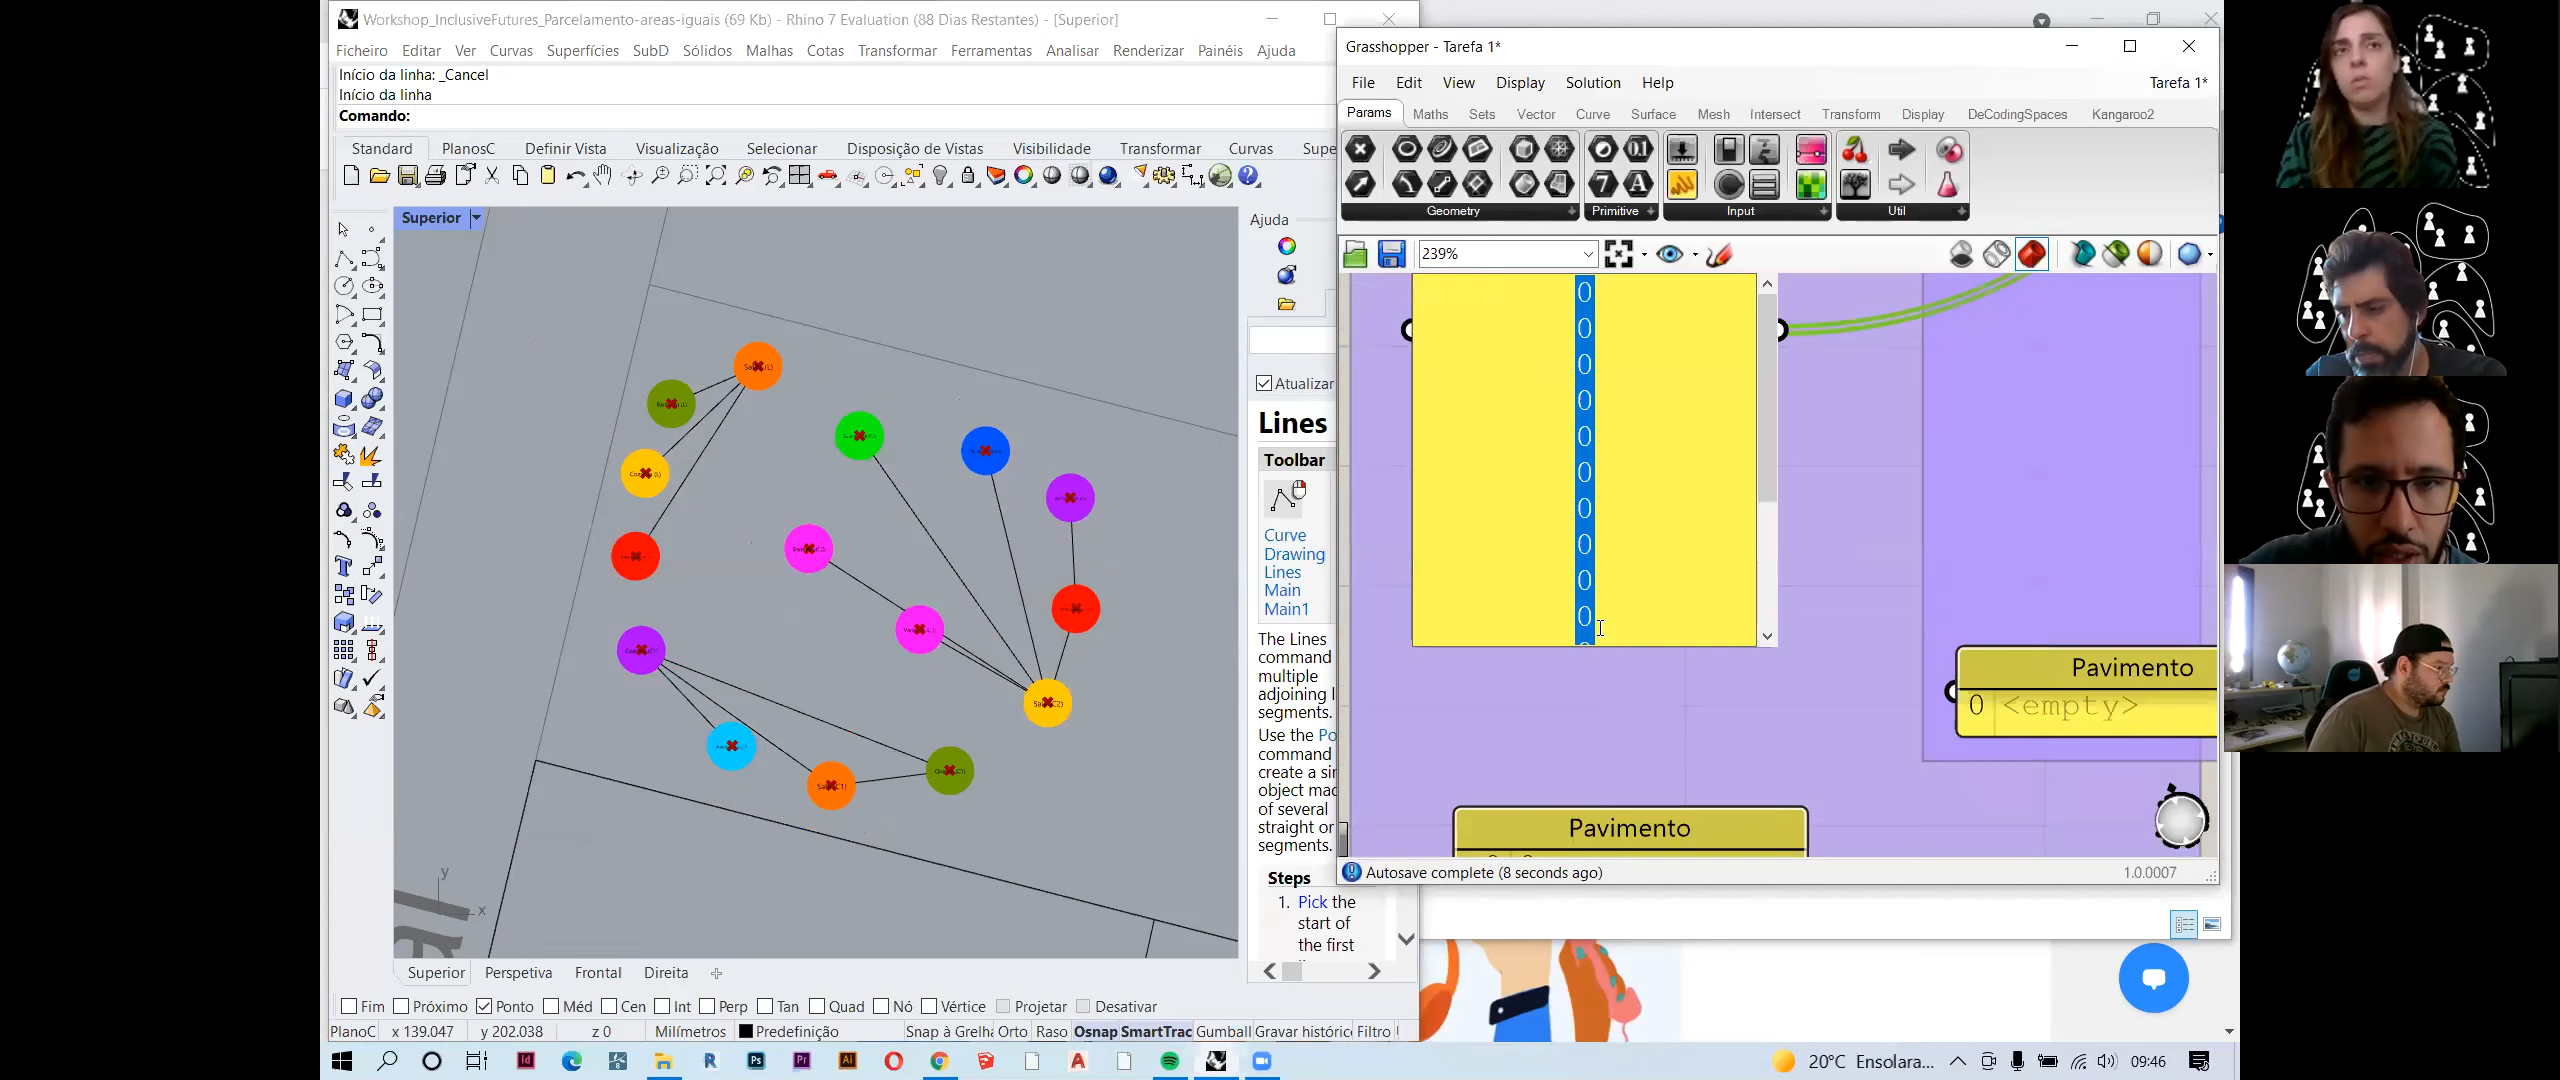 Workshop_InclusiveFutures_Parcelamento-areas-iguais (69 Kb) - Rhino 7 Evaluation (88 Dias Restantes) - [Superior]
Ficheiro Editar Ver Curvas Superfícies SubD Sólidos Malhas Cotas Transformar Ferramentas Analisar Renderizar Painéis Ajuda
Início da linha: _Cancel
Início da linha
Comando:
Standard PlanosC Definir Vista Visualização Selecionar Disposição de Vistas Visibilidade Transformar Curvas Supe
Superior
y
x
Superior Perspetiva Frontal Direita
Fim Próximo Ponto Méd Cen Int Perp Tan Quad Nó Vértice Projetar Desativar
PlanoC x 139.047 y 202.038 z 0 Milímetros Predefinição Snap à Grelha Orto Raso Osnap SmartTrac Gumball Gravar histórico Filtro
Ajuda
Atualizar
Lines
Toolbar
Curve
Drawing
Lines
Main
Main1
The Lines
command
multiple
adjoining l
segments.
Use the Po
command
create a sin
object mad
of several
straight or
segments.
Steps
1. Pick the
start of
the first
Grasshopper - Tarefa 1*
File Edit View Display Solution Help
Tarefa 1*
Params Maths Sets Vector Curve Surface Mesh Intersect Transform Display DeCodingSpaces Kangaroo2
Geometry Primitive Input Util
239%
0
0
0
0
0
0
0
0
0
0
Pavimento
0 <empty>
Pavimento
Autosave complete (8 seconds ago)
1.0.0007
20°C Ensolara...
09:46